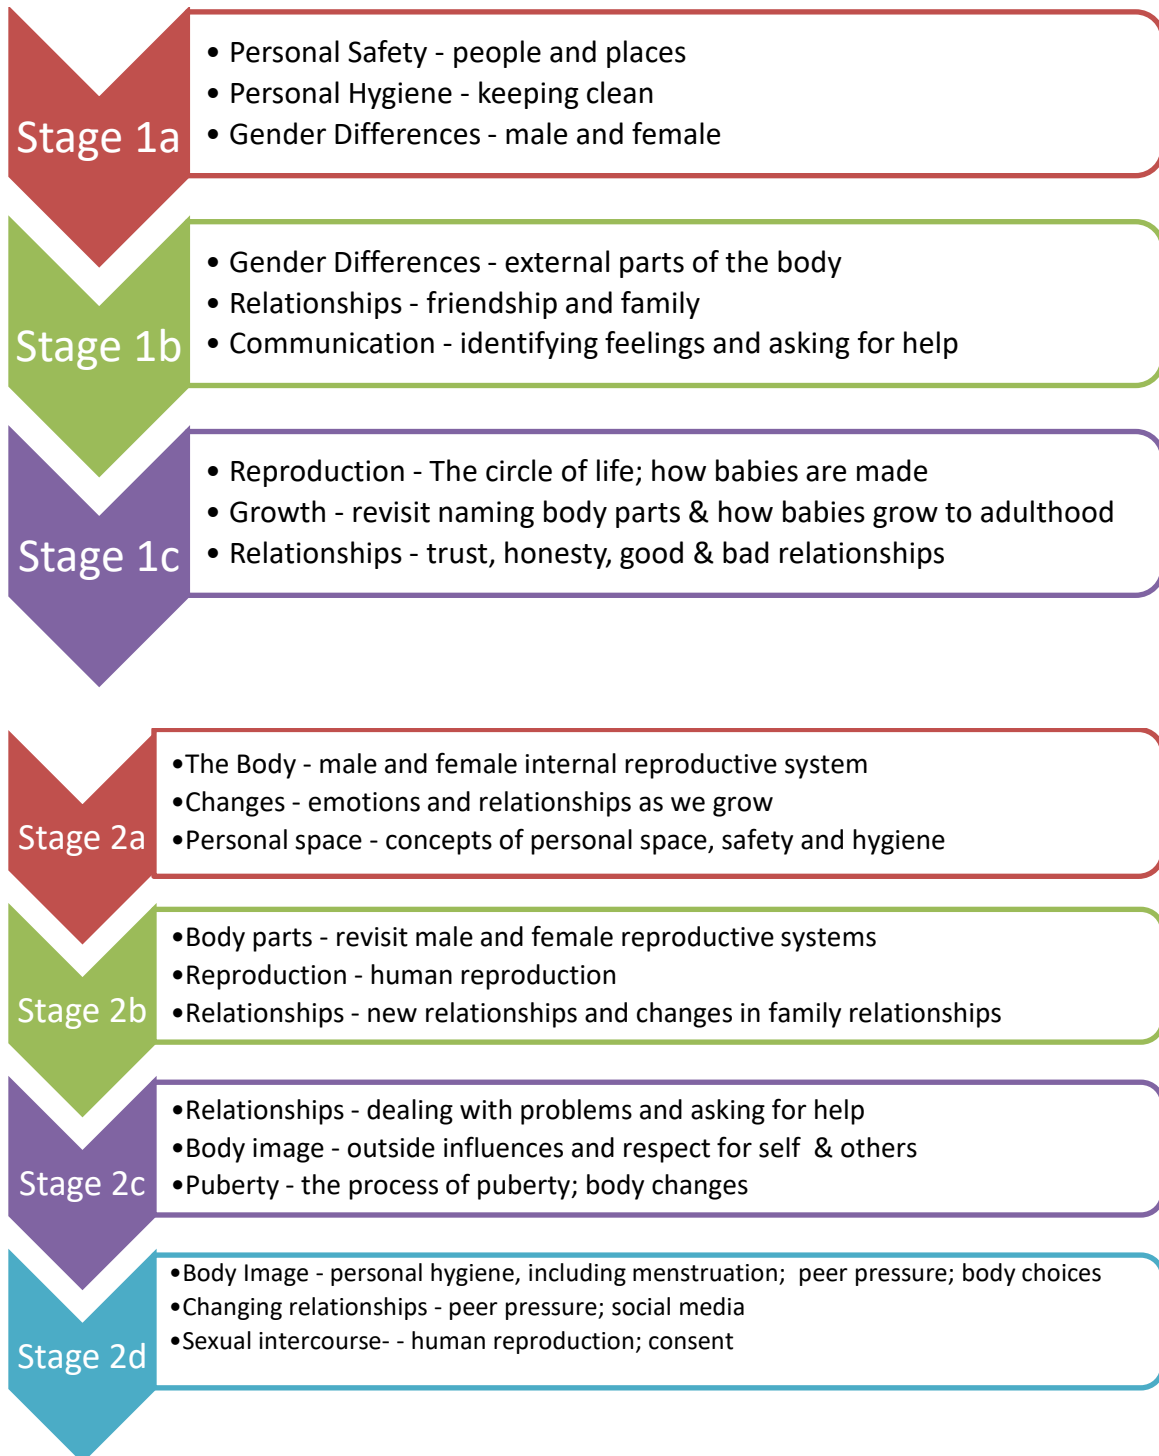 Stage 1a
• Personal Safety - people and places
• Personal Hygiene - keeping clean
• Gender Differences - male and female
Stage 1b
• Gender Differences - external parts of the body
• Relationships - friendship and family
• Communication - identifying feelings and asking for help
Stage 1c
• Reproduction - The circle of life; how babies are made
• Growth - revisit naming body parts & how babies grow to adulthood
• Relationships - trust, honesty, good & bad relationships
Stage 2a
•The Body - male and female internal reproductive system
•Changes - emotions and relationships as we grow
•Personal space - concepts of personal space, safety and hygiene
Stage 2b
•Body parts - revisit male and female reproductive systems
•Reproduction - human reproduction
•Relationships - new relationships and changes in family relationships
Stage 2c
•Relationships - dealing with problems and asking for help
•Body image - outside influences and respect for self  & others
•Puberty - the process of puberty; body changes
Stage 2d
•Body Image - personal hygiene, including menstruation;  peer pressure; body choices
•Changing relationships - peer pressure; social media
•Sexual intercourse- - human reproduction; consent